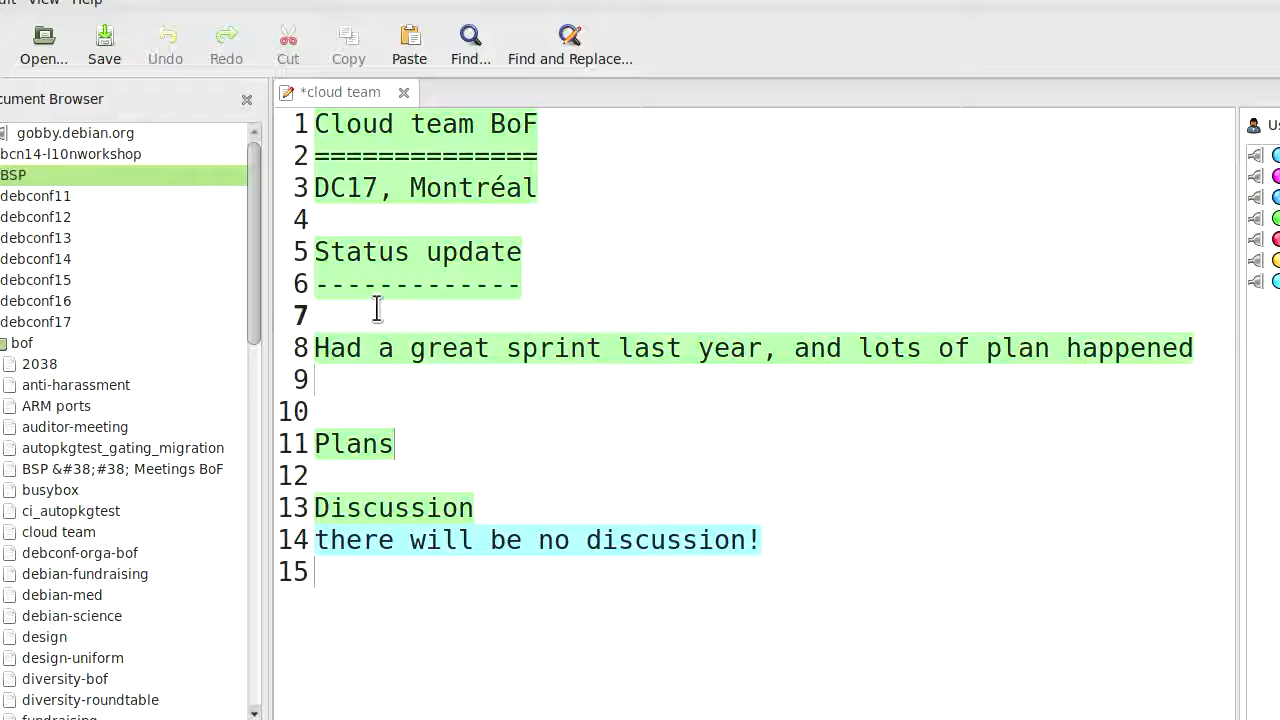 View Help
Open... Save Undo Redo Cut Copy Paste Find... Find and Replace...
cument Browser
*cloud team
gobby.debian.org
bcn14-l10nworkshop
BSP
debconf11
debconf12
debconf13
debconf14
debconf15
debconf16
debconf17
bof
2038
anti-harassment
ARM ports
auditor-meeting
autopkgtest_gating_migration
BSP &#38;#38; Meetings BoF
busybox
ci_autopkgtest
cloud team
debconf-orga-bof
debian-fundraising
debian-med
debian-science
design
design-uniform
diversity-bof
diversity-roundtable
fundraising
1 Cloud team BoF
2 ==============
3 DC17, Montréal
4
5 Status update
6 -------------
7
8 Had a great sprint last year, and lots of plan happened
9
10
11 Plans
12
13 Discussion
14 there will be no discussion!
15